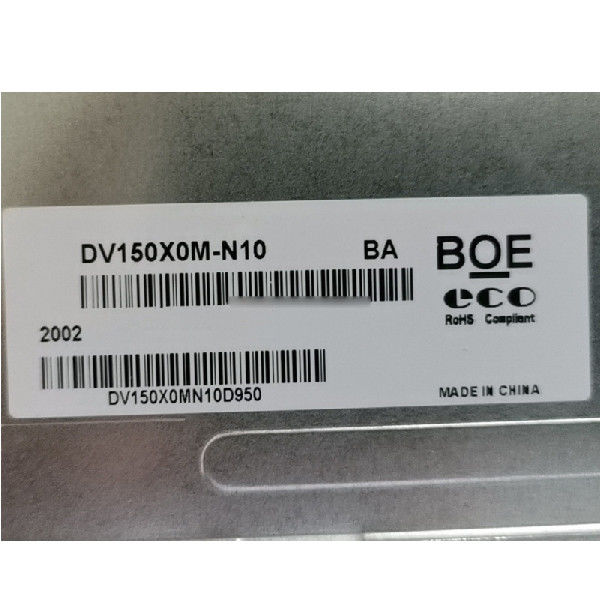 DV150X0M-N10 BA BOE
eco
RoHS Compliant
2002
DV150X0MN10D950
MADE IN CHINA